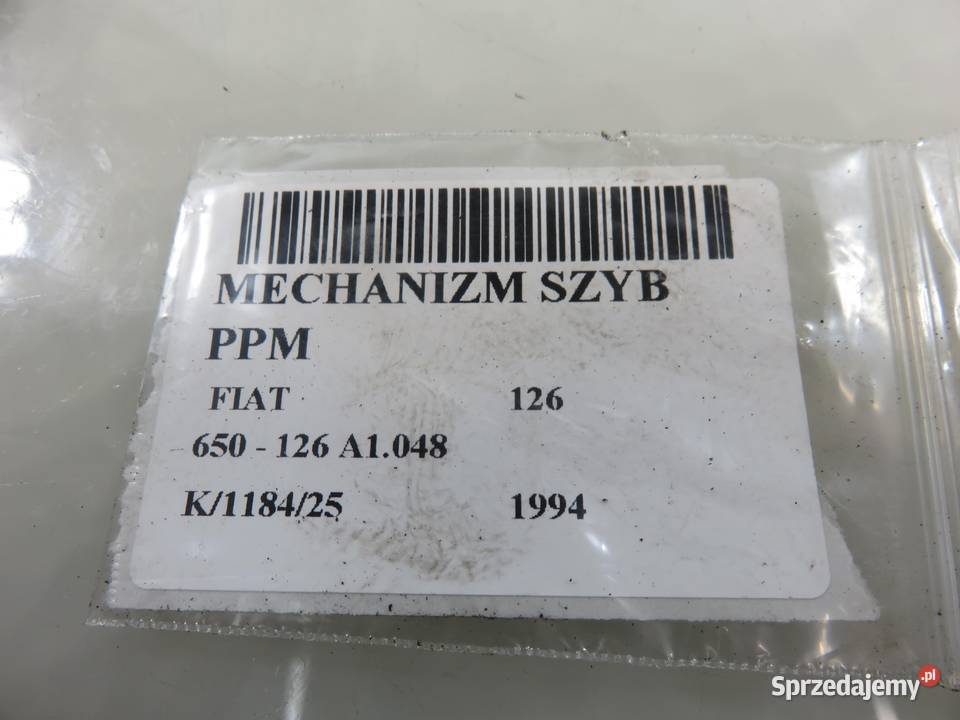 MECHANIZM SZYB
PPM
FIAT 126
650 - 126 A1.048
K/1184/25 1994
Sprzedajemy.pl